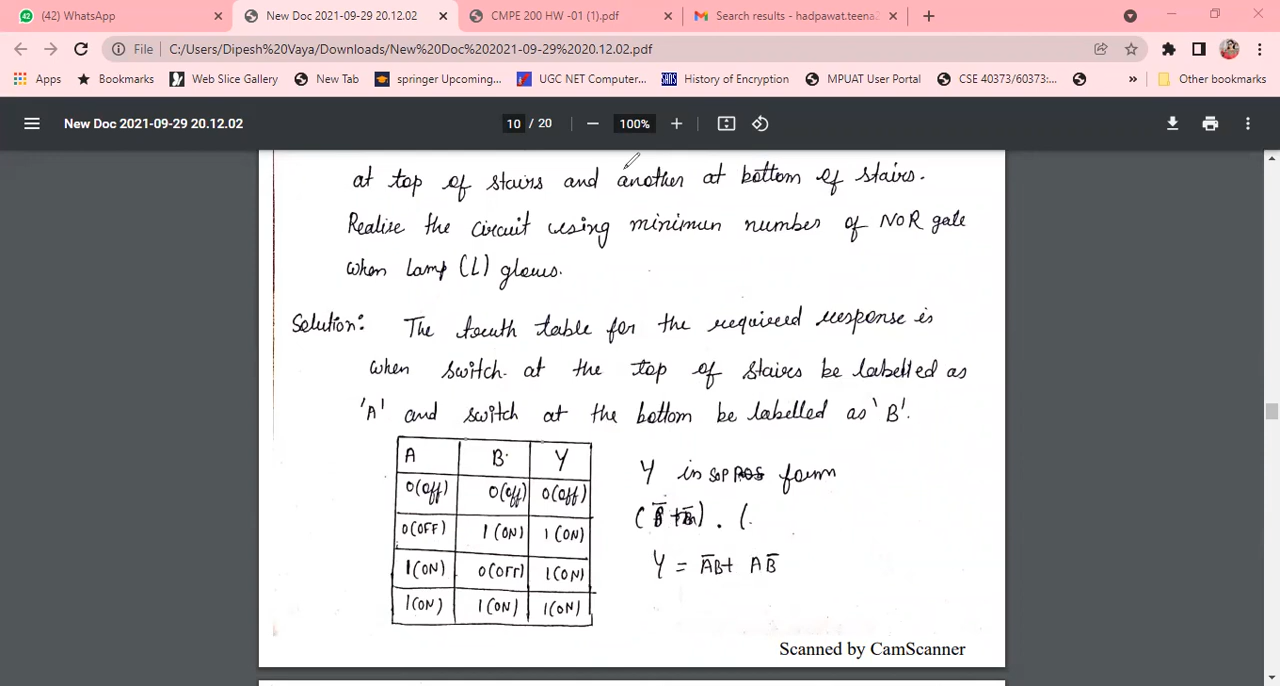 42 (42) WhatsApp
New Doc 2021-09-29 20.12.02
CMPE 200 HW -01 (1).pdf
Search results - hadpawat.teena2
File C:/Users/Dipesh%20Vaya/Downloads/New%20Doc%202021-09-29%2020.12.02.pdf
Apps Bookmarks Web Slice Gallery New Tab springer Upcoming... UGC NET Computer... History of Encryption MPUAT User Portal CSE 40373/60373:... » Other bookmarks
New Doc 2021-09-29 20.12.02 10 / 20 100%
at top of stairs and another at bottom of stairs.
Realize the circuit using minimum number of NOR gate
when lamp (L) glows.
Solution: The truth table for the required response is
when switch at the top of stairs be labelled as
'A' and switch at the bottom be labelled as 'B'.
A B Y
0(Off) 0(Off) 0(Off)
0(OFF) 1(ON) 1(ON)
1(ON) 0(OFF) 1(ON)
1(ON) 1(ON) 1(ON)
Y in SOP form
Y = A̅B + AB̅
Scanned by CamScanner